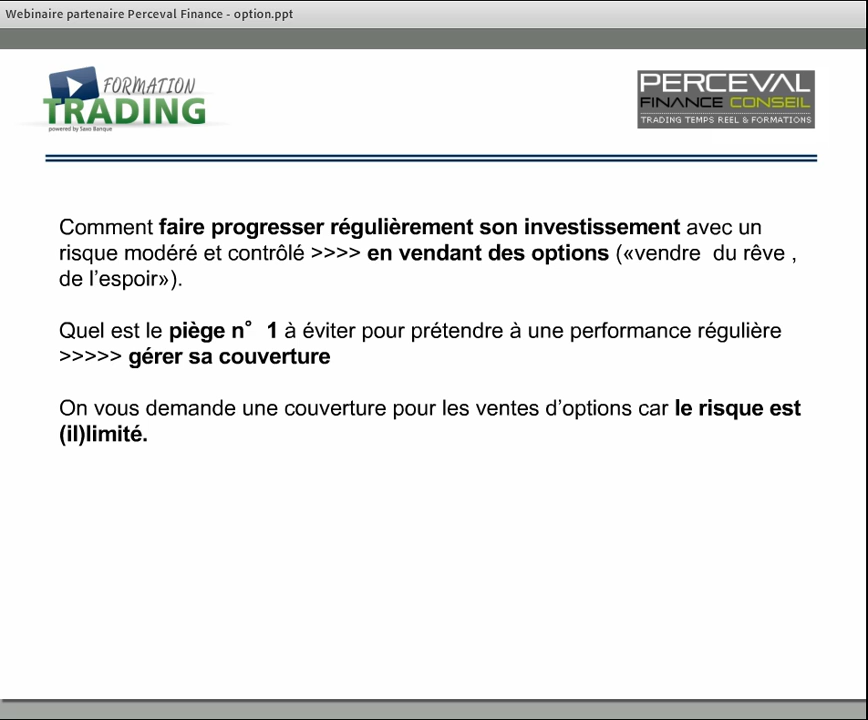 Webinaire partenaire Perceval Finance - option.ppt
FORMATION
TRADING
powered by Saxo Banque
PERCEVAL
FINANCE CONSEIL
TRADING TEMPS REEL & FORMATIONS
Comment faire progresser régulièrement son investissement avec un
risque modéré et contrôlé >>>> en vendant des options («vendre du rêve ,
de l’espoir»).
Quel est le piège n° 1 à éviter pour prétendre à une performance régulière
>>>>> gérer sa couverture
On vous demande une couverture pour les ventes d’options car le risque est
(il)limité.